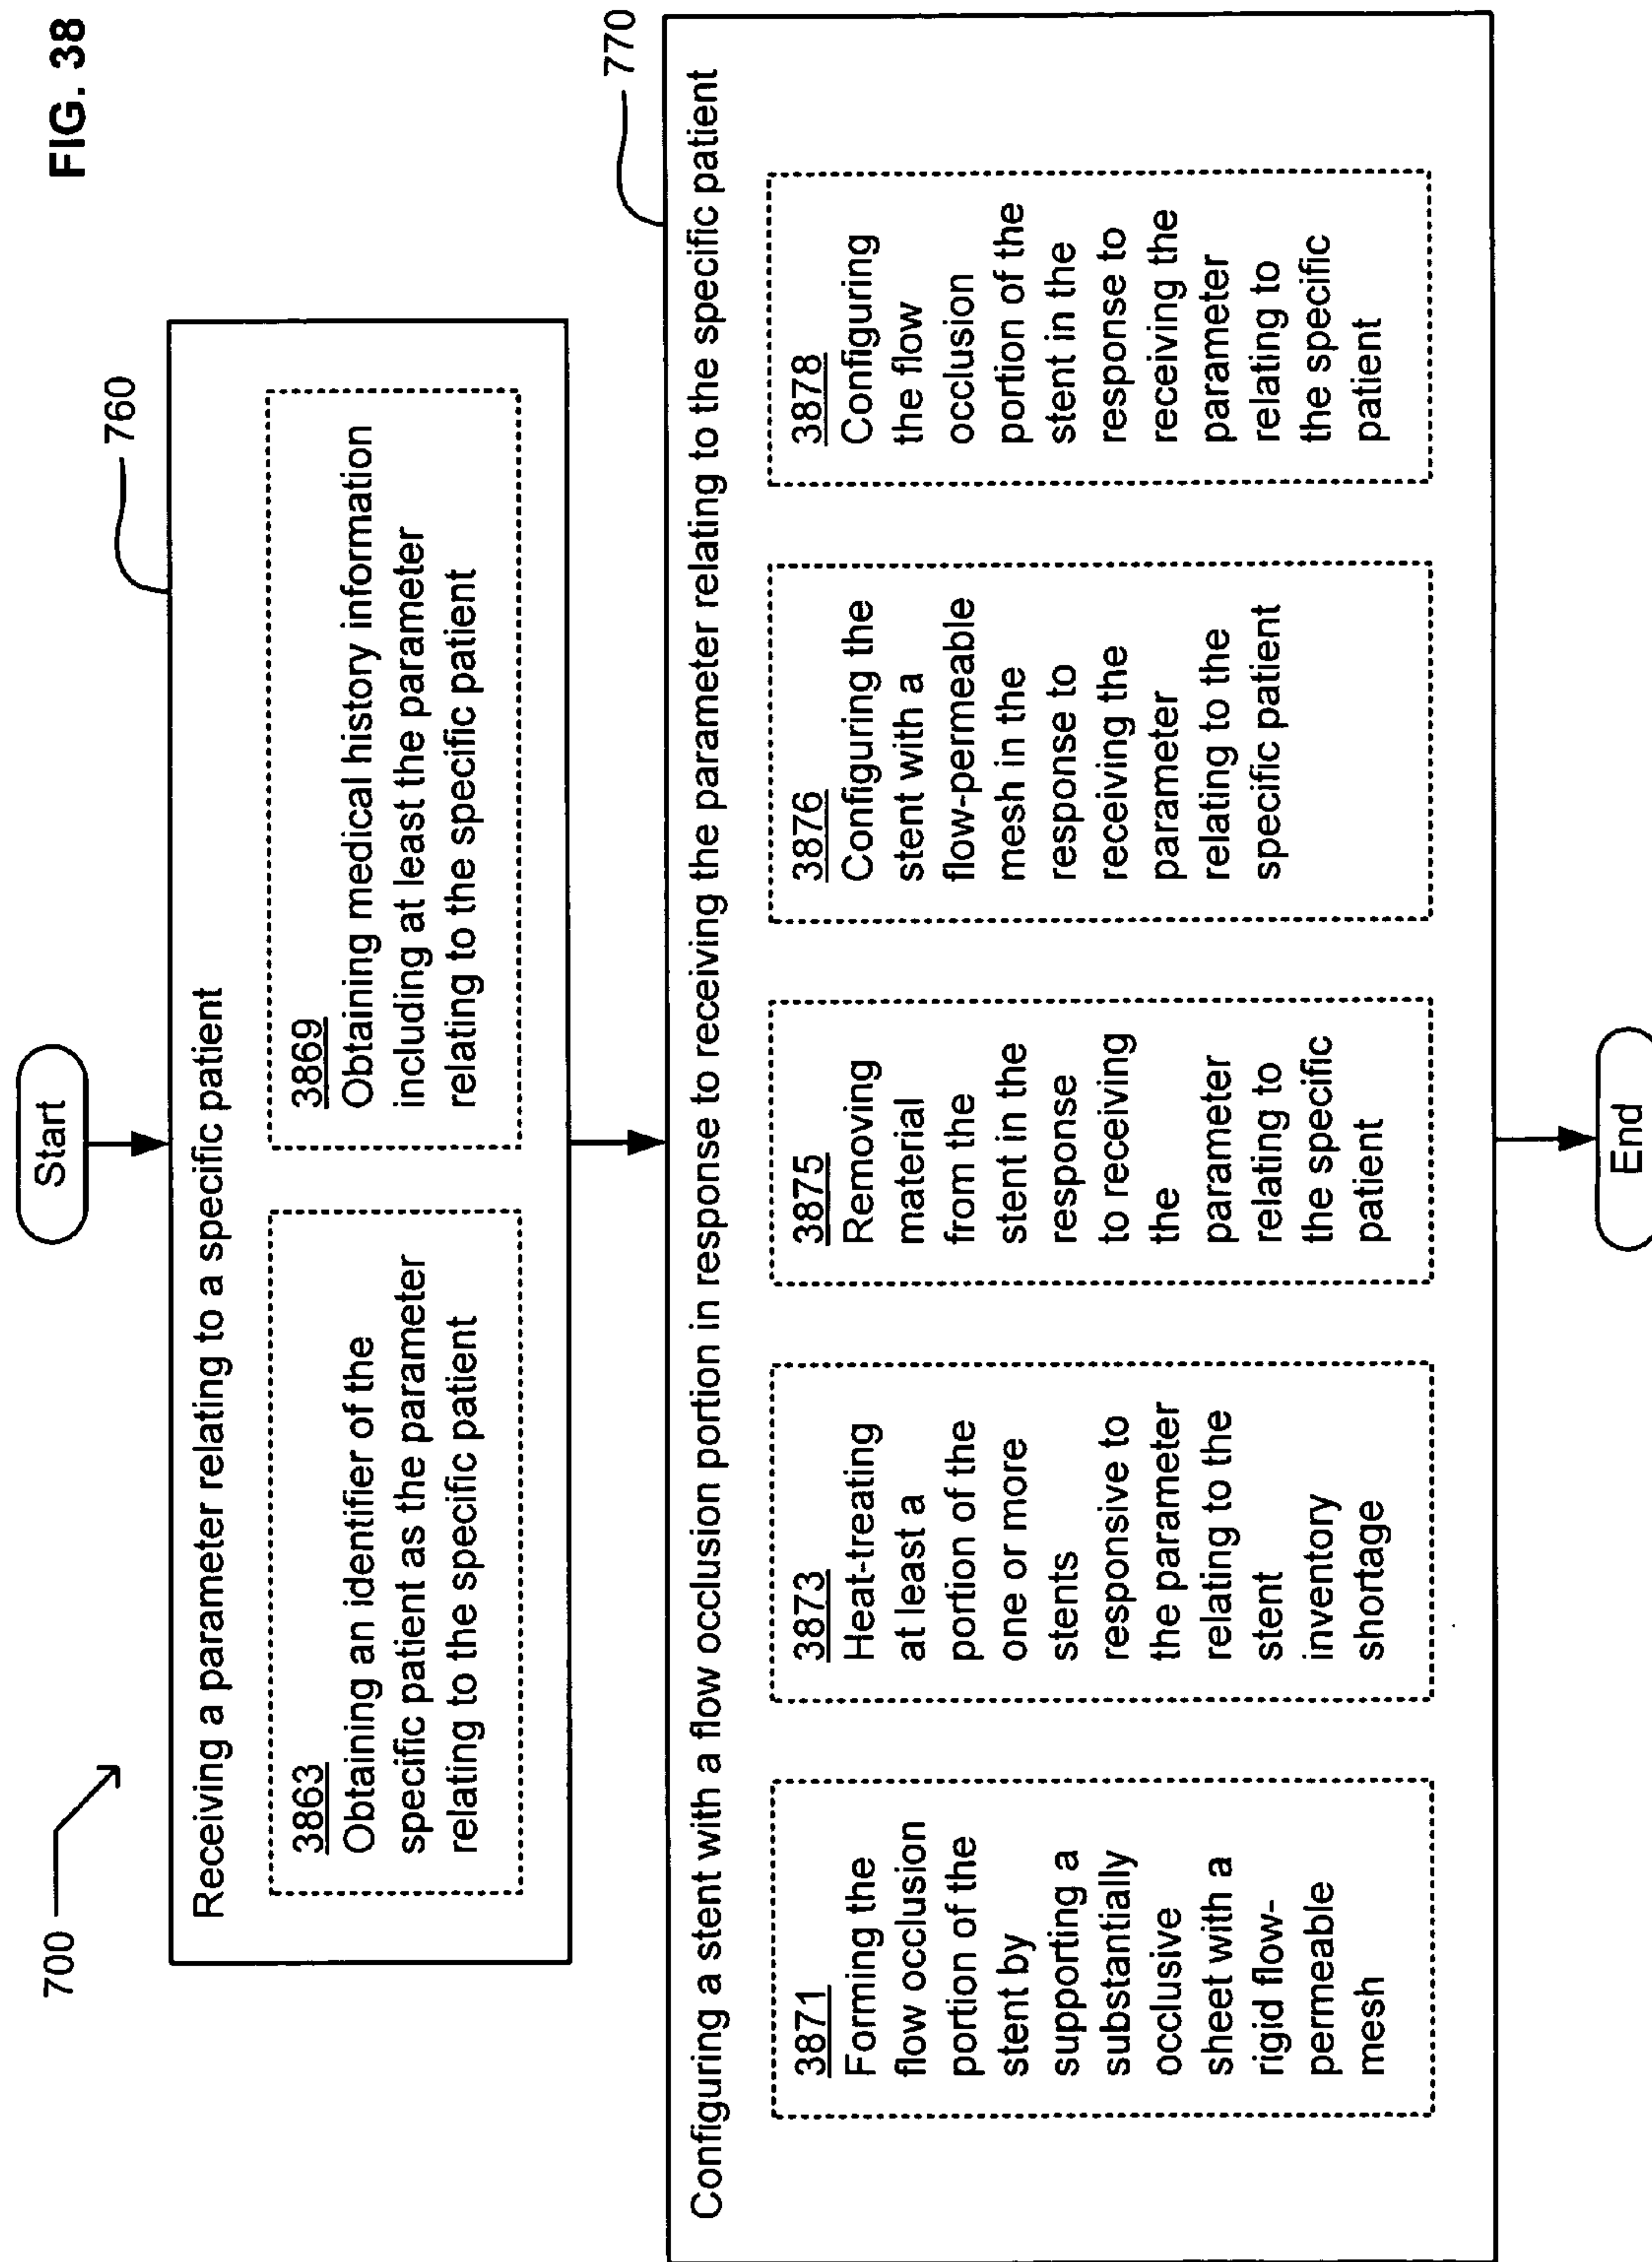 FIG. 38
700
Start
760
Receiving a parameter relating to a specific patient
3863
Obtaining an identifier of the
specific patient as the parameter
relating to the specific patient
3869
Obtaining medical history information
including at least the parameter
relating to the specific patient
770
Configuring a stent with a flow occlusion portion in response to receiving the parameter relating to the specific patient
3871
Forming the
flow occlusion
portion of the
stent by
supporting a
substantially
occlusive
sheet with a
rigid flow-
permeable
mesh
3873
Heat-treating
at least a
portion of the
one or more
stents
responsive to
the parameter
relating to the
stent
inventory
shortage
3875
Removing
material
from the
stent in the
response
to receiving
the
parameter
relating to
the specific
patient
3876
Configuring the
stent with a
flow-permeable
mesh in the
response to
receiving the
parameter
relating to the
specific patient
3878
Configuring
the flow
occlusion
portion of the
stent in the
response to
receiving the
parameter
relating to
the specific
patient
End